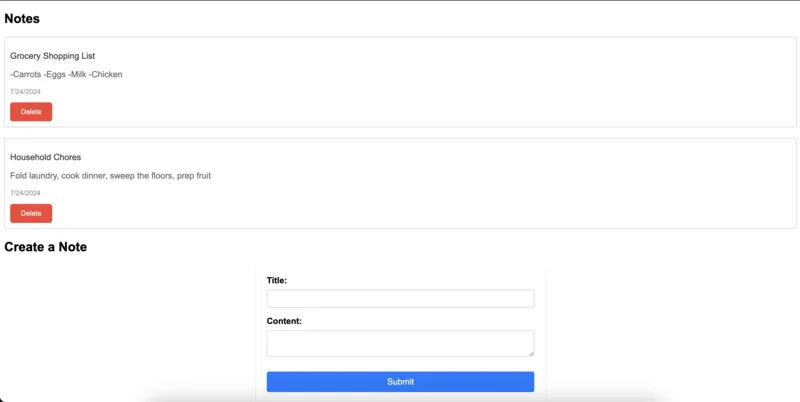 Notes
Grocery Shopping List
-Carrots -Eggs -Milk -Chicken
7/24/2024
Delete
Household Chores
Fold laundry, cook dinner, sweep the floors, prep fruit
7/24/2024
Delete
Create a Note
Title:
Content:
Submit